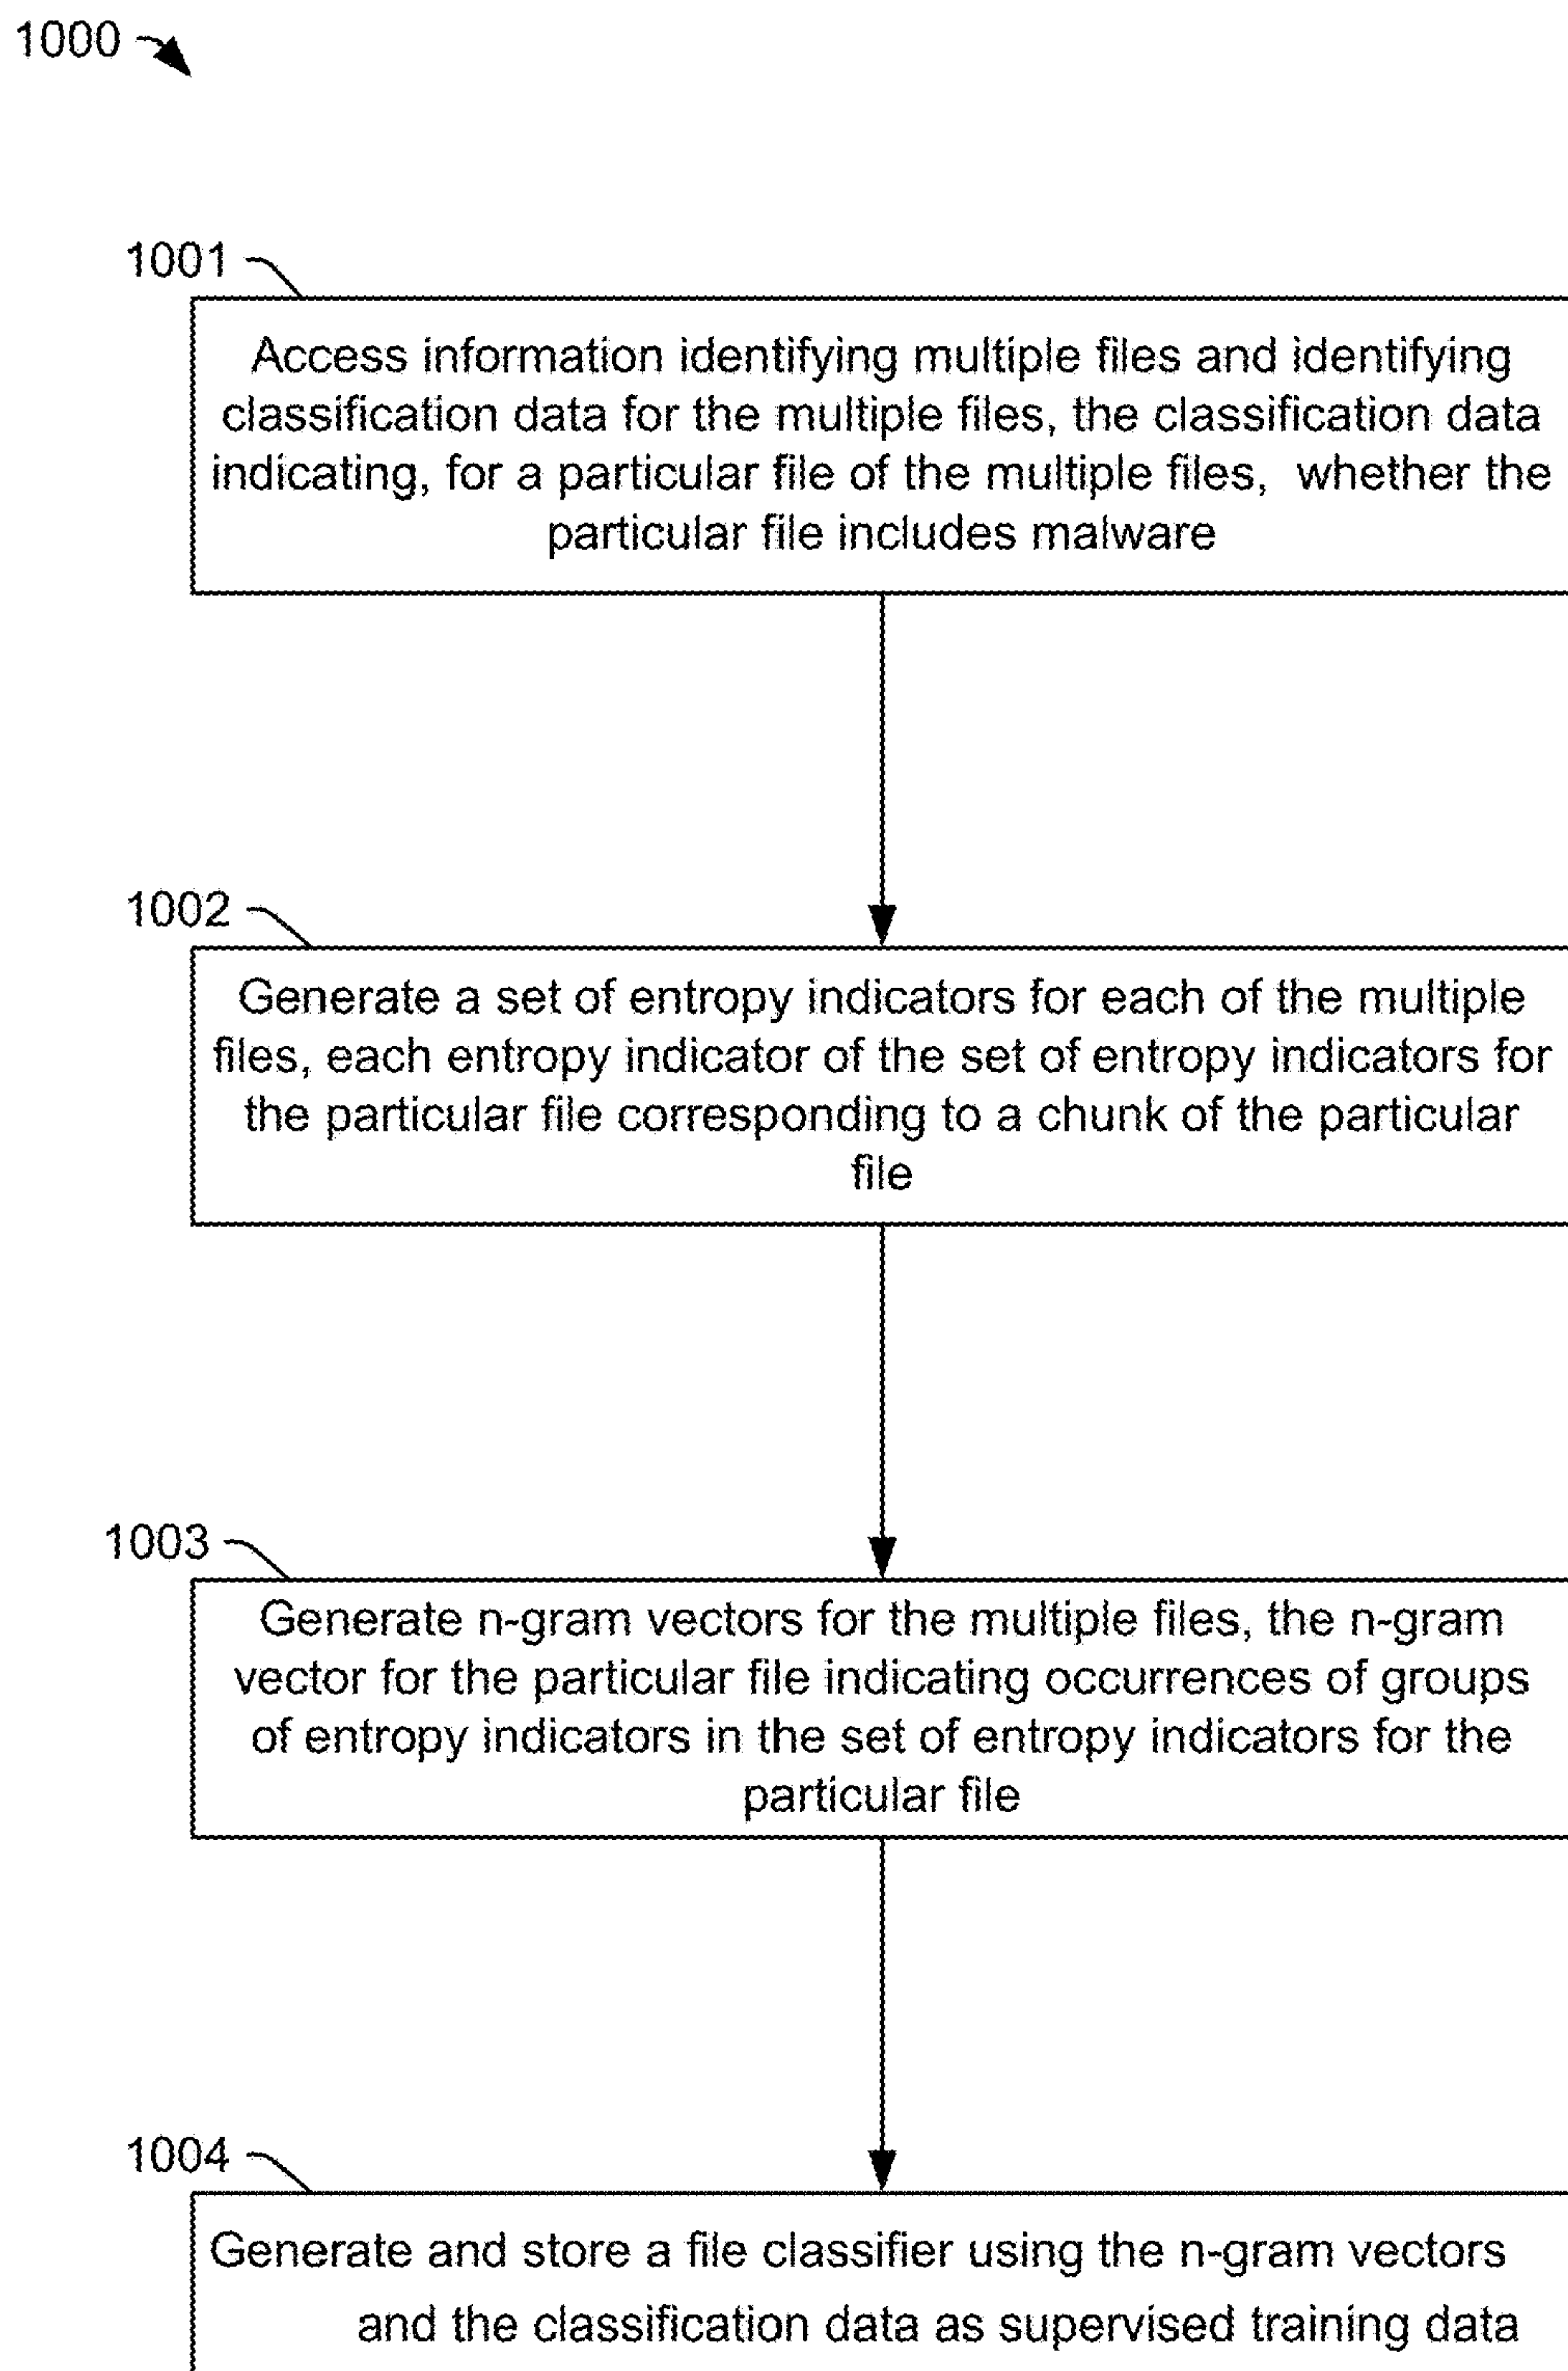 1000
1001
Access information identifying multiple files and identifying
classification data for the multiple files, the classification data
indicating, for a particular file of the multiple files, whether the
particular file includes malware
1002
Generate a set of entropy indicators for each of the multiple
files, each entropy indicator of the set of entropy indicators for
the particular file corresponding to a chunk of the particular
file
1003
Generate n-gram vectors for the multiple files, the n-gram
vector for the particular file indicating occurrences of groups
of entropy indicators in the set of entropy indicators for the
particular file
1004
Generate and store a file classifier using the n-gram vectors
and the classification data as supervised training data